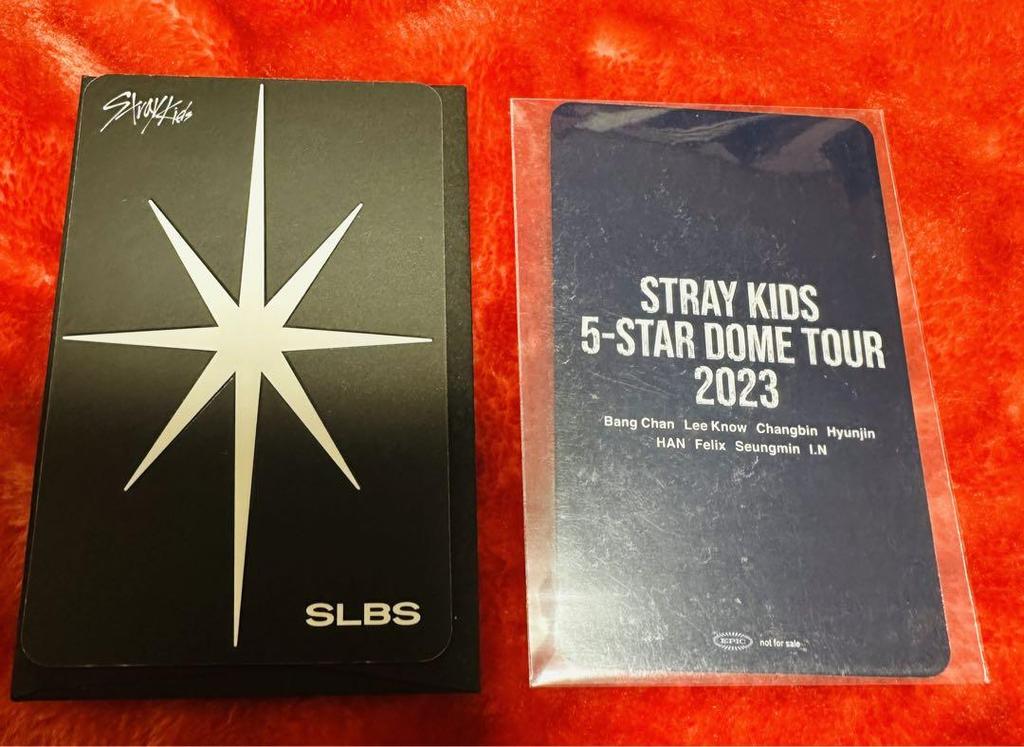 Stray Kids
SLBS
STRAY KIDS
5-STAR DOME TOUR
2023
Bang Chan Lee Know Changbin Hyunjin
HAN Felix Seungmin I.N
EPIC not for sale